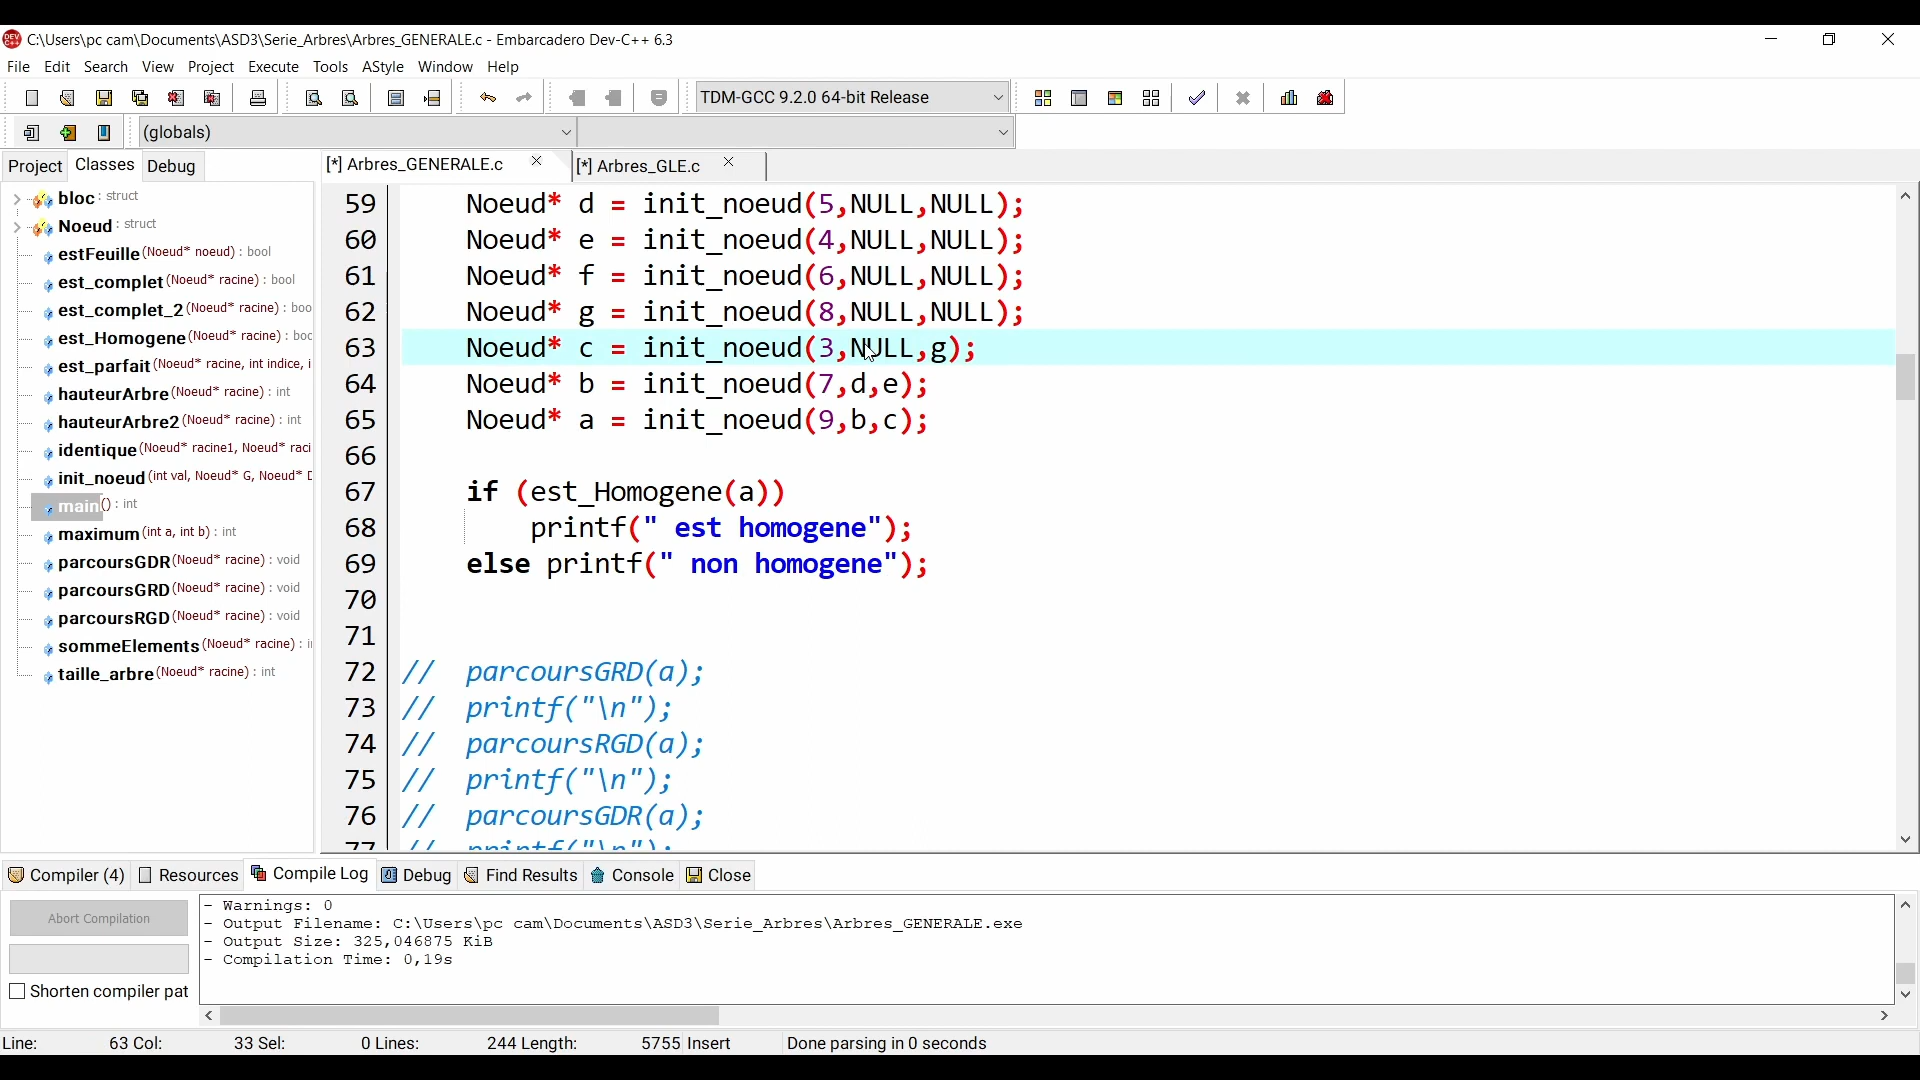 C:\Users\pc cam\Documents\ASD3\Serie_Arbres\Arbres_GENERALE.c - Embarcadero Dev-C++ 6.3
File Edit Search View Project Execute Tools AStyle Window Help
TDM-GCC 9.2.0 64-bit Release
(globals)
Project Classes Debug
[*] Arbres_GENERALE.c [*] Arbres_GLE.c
bloc : struct
Noeud : struct
estFeuille (Noeud* noeud) : bool
est_complet (Noeud* racine) : bool
est_complet_2 (Noeud* racine) : boo
est_Homogene (Noeud* racine) : boo
est_parfait (Noeud* racine, int indice, i
hauteurArbre (Noeud* racine) : int
hauteurArbre2 (Noeud* racine) : int
identique (Noeud* racine1, Noeud* raci
init_noeud (int val, Noeud* G, Noeud* D
main () : int
maximum (int a, int b) : int
parcoursGDR (Noeud* racine) : void
parcoursGRD (Noeud* racine) : void
parcoursRGD (Noeud* racine) : void
sommeElements (Noeud* racine) : i
taille_arbre (Noeud* racine) : int
59 Noeud* d = init_noeud(5,NULL,NULL);
60 Noeud* e = init_noeud(4,NULL,NULL);
61 Noeud* f = init_noeud(6,NULL,NULL);
62 Noeud* g = init_noeud(8,NULL,NULL);
63 Noeud* c = init_noeud(3,NULL,g);
64 Noeud* b = init_noeud(7,d,e);
65 Noeud* a = init_noeud(9,b,c);
66
67 if (est_Homogene(a))
68 printf(" est homogene");
69 else printf(" non homogene");
70
71
72 // parcoursGRD(a);
73 // printf("\n");
74 // parcoursRGD(a);
75 // printf("\n");
76 // parcoursGDR(a);
77 // printf("\n");
Compiler (4) Resources Compile Log Debug Find Results Console Close
Abort Compilation
Shorten compiler pat
- Warnings: 0
- Output Filename: C:\Users\pc cam\Documents\ASD3\Serie_Arbres\Arbres_GENERALE.exe
- Output Size: 325,046875 KiB
- Compilation Time: 0,19s
Line: 63 Col: 33 Sel: 0 Lines: 244 Length: 5755 Insert Done parsing in 0 seconds